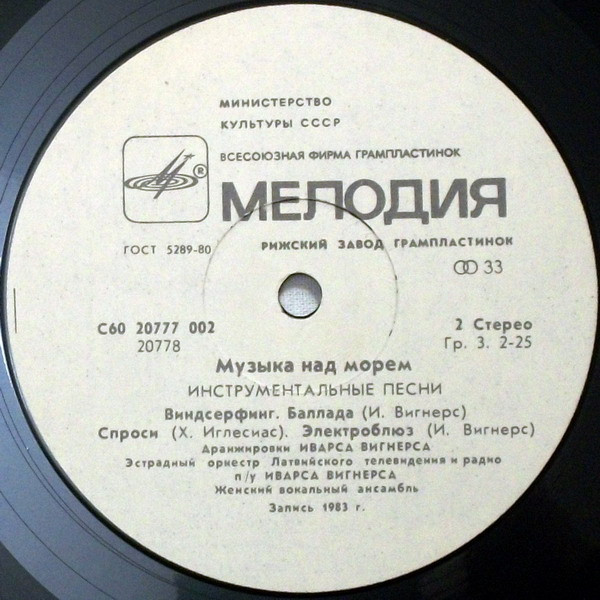 МИНИСТЕРСТВО
КУЛЬТУРЫ СССР
ВСЕСОЮЗНАЯ ФИРМА ГРАМПЛАСТИНОК
®
МЕЛОДИЯ
ГОСТ 5289-80
РИЖСКИЙ ЗАВОД ГРАМПЛАСТИНОК
33
С60 20777 002
2 Стерео
20778
Гр. 3. 2-25
Музыка над морем
ИНСТРУМЕНТАЛЬНЫЕ ПЕСНИ
Виндсерфинг. Баллада (И. Вигнерс)
Спроси (Х. Иглесиас). Электроблюз (И. Вигнерс)
Аранжировки ИВАРСА ВИГНЕРСА
Эстрадный оркестр Латвийского телевидения и радио
п/у ИВАРСА ВИГНЕРСА
Женский вокальный ансамбль
Запись 1983 г.